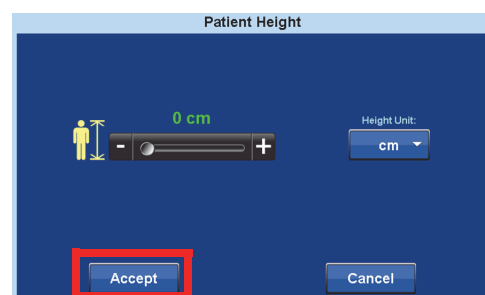 Patient Height
0 cm
Height Unit:
- +
cm
Accept
Cancel